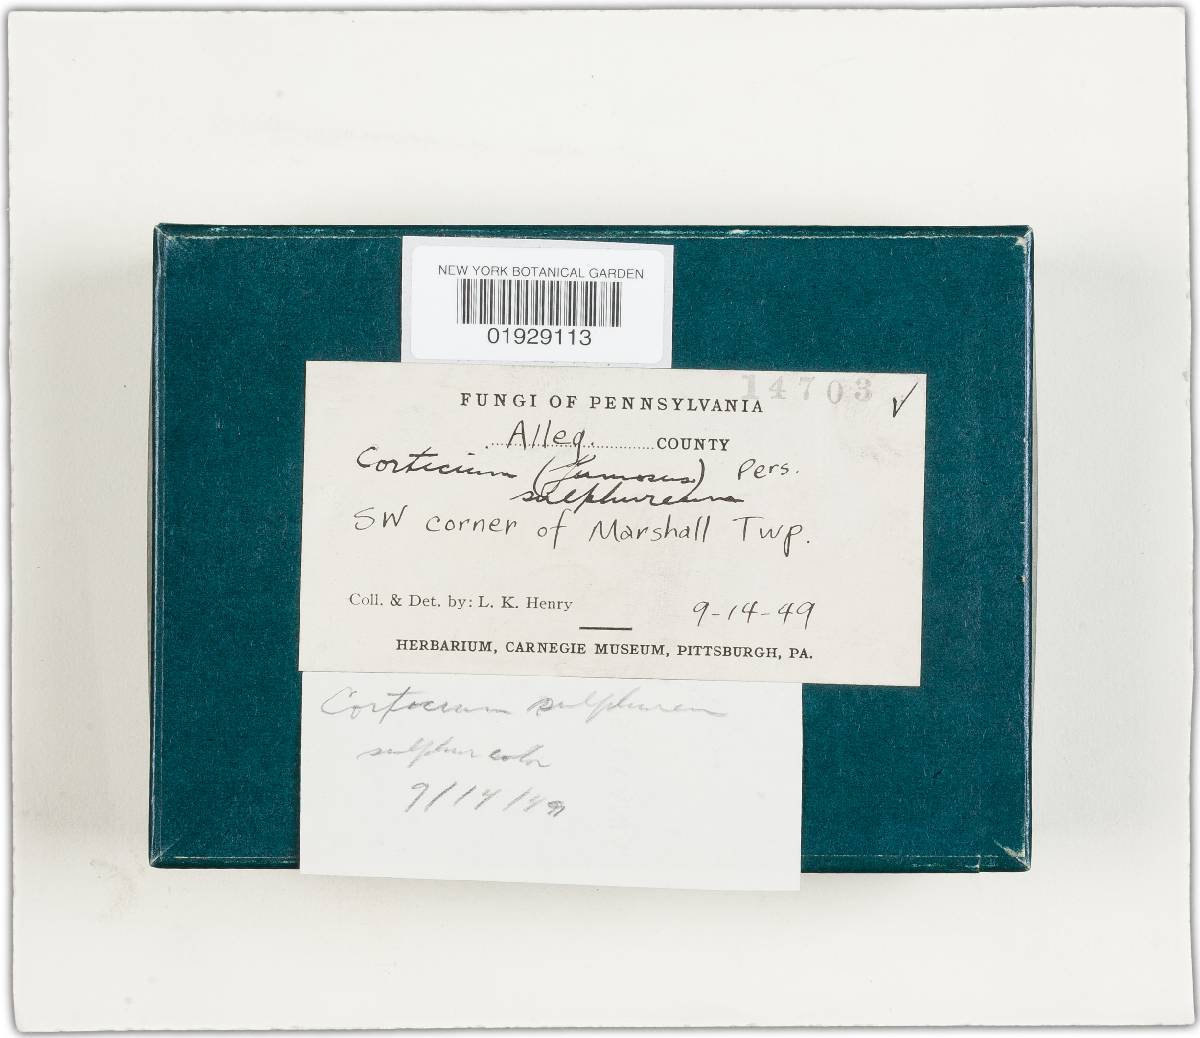 NEW YORK BOTANICAL GARDEN
01929113
14703
FUNGI OF PENNSYLVANIA
Alleg. COUNTY
Corticium (fumosus) Pers.
sulphureum
SW corner of Marshall Twp.
Coll. & Det. by: L. K. Henry 9-14-49
HERBARIUM, CARNEGIE MUSEUM, PITTSBURGH, PA.
Corticium sulphureum
sulphur color
9/14/49